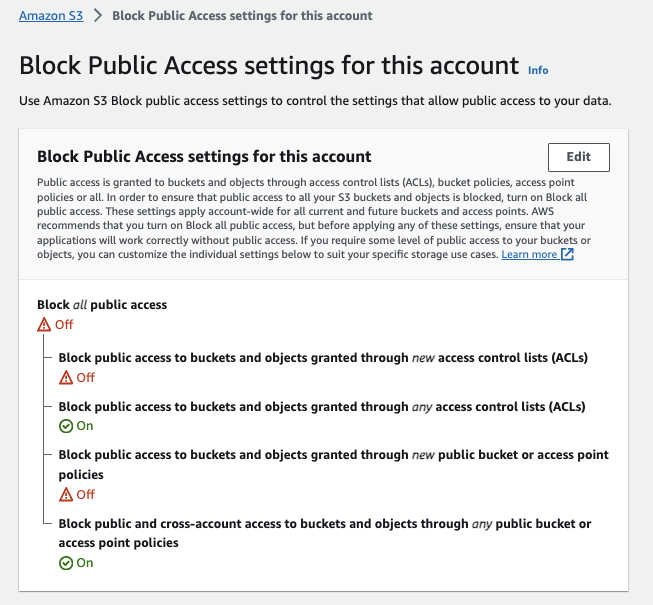 Amazon S3 > Block Public Access settings for this account
Block Public Access settings for this account Info
Use Amazon S3 Block public access settings to control the settings that allow public access to your data.
Block Public Access settings for this account
Edit
Public access is granted to buckets and objects through access control lists (ACLs), bucket policies, access point
policies or all. In order to ensure that public access to all your S3 buckets and objects is blocked, turn on Block all
public access. These settings apply account-wide for all current and future buckets and access points. AWS
recommends that you turn on Block all public access, but before applying any of these settings, ensure that your
applications will work correctly without public access. If you require some level of public access to your buckets or
objects, you can customize the individual settings below to suit your specific storage use cases. Learn more
Block all public access
Off
Block public access to buckets and objects granted through new access control lists (ACLs)
Off
Block public access to buckets and objects granted through any access control lists (ACLs)
On
Block public access to buckets and objects granted through new public bucket or access point
policies
Off
Block public and cross-account access to buckets and objects through any public bucket or
access point policies
On